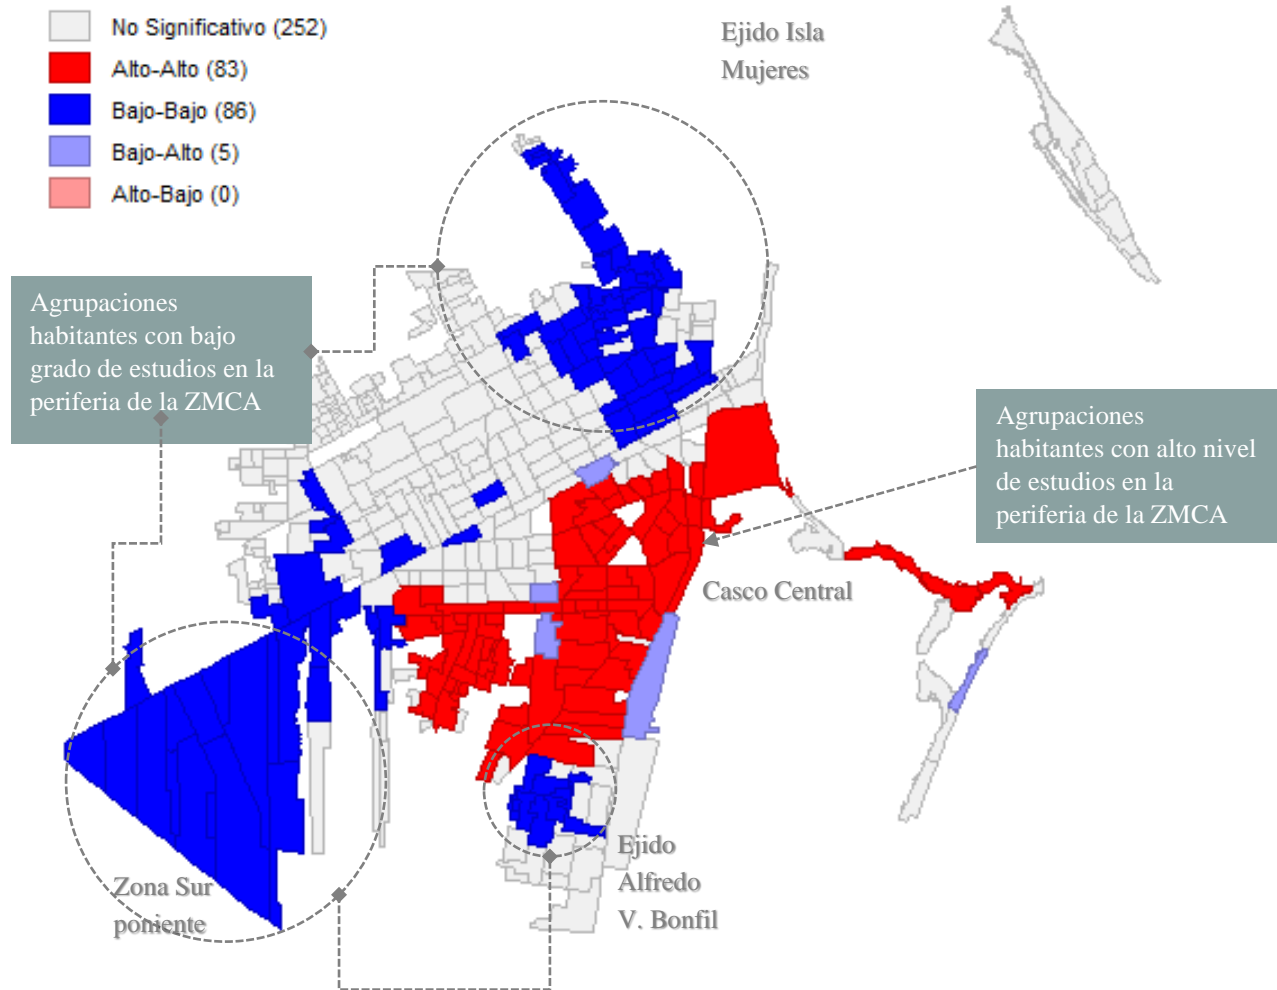 No Significativo (252)
Alto-Alto (83)
Bajo-Bajo (86)
Bajo-Alto (5)
Alto-Bajo (0)
Ejido Isla
Mujeres
Agrupaciones
habitantes con bajo
grado de estudios en la
periferia de la ZMCA
Agrupaciones
habitantes con alto nivel
de estudios en la
periferia de la ZMCA
Casco Central
Ejido
Alfredo
V. Bonfil
Zona Sur
poniente